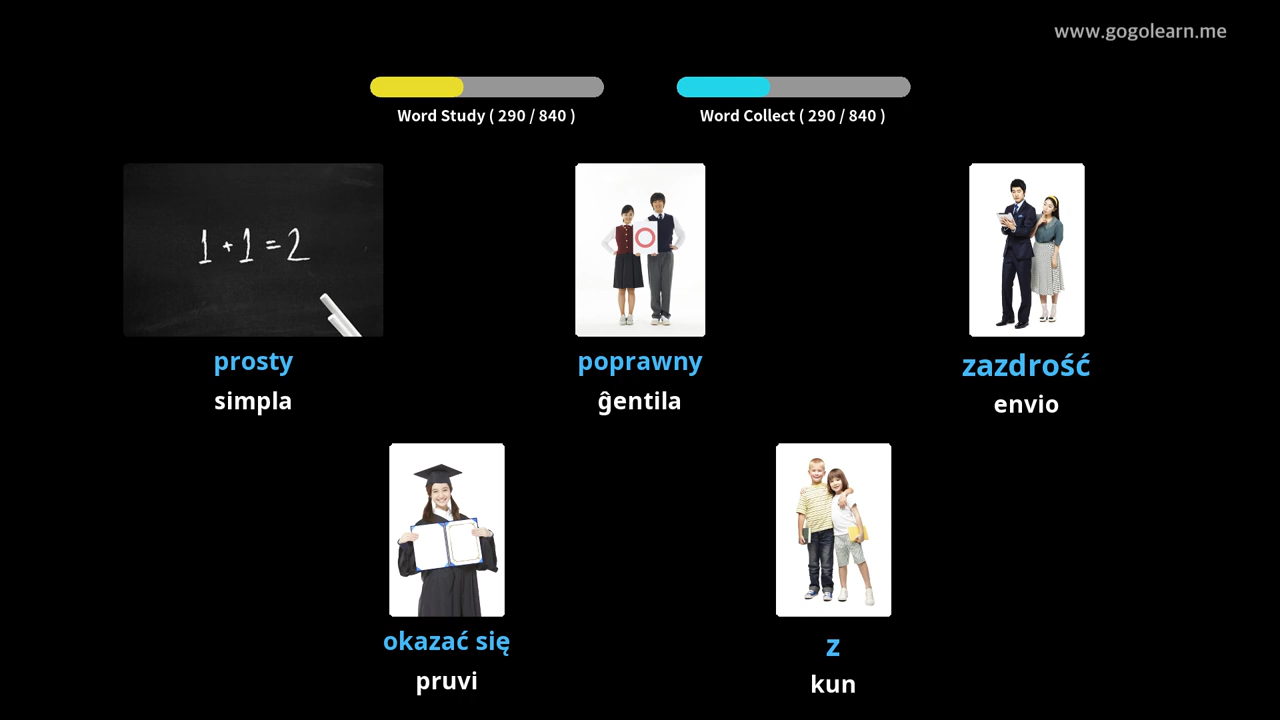 www.gogolearn.me
Word Study ( 290 / 840 )
Word Collect ( 290 / 840 )
1 + 1 = 2
prosty
simpla
poprawny
ĝentila
zazdrość
envio
okazać się
pruvi
z
kun